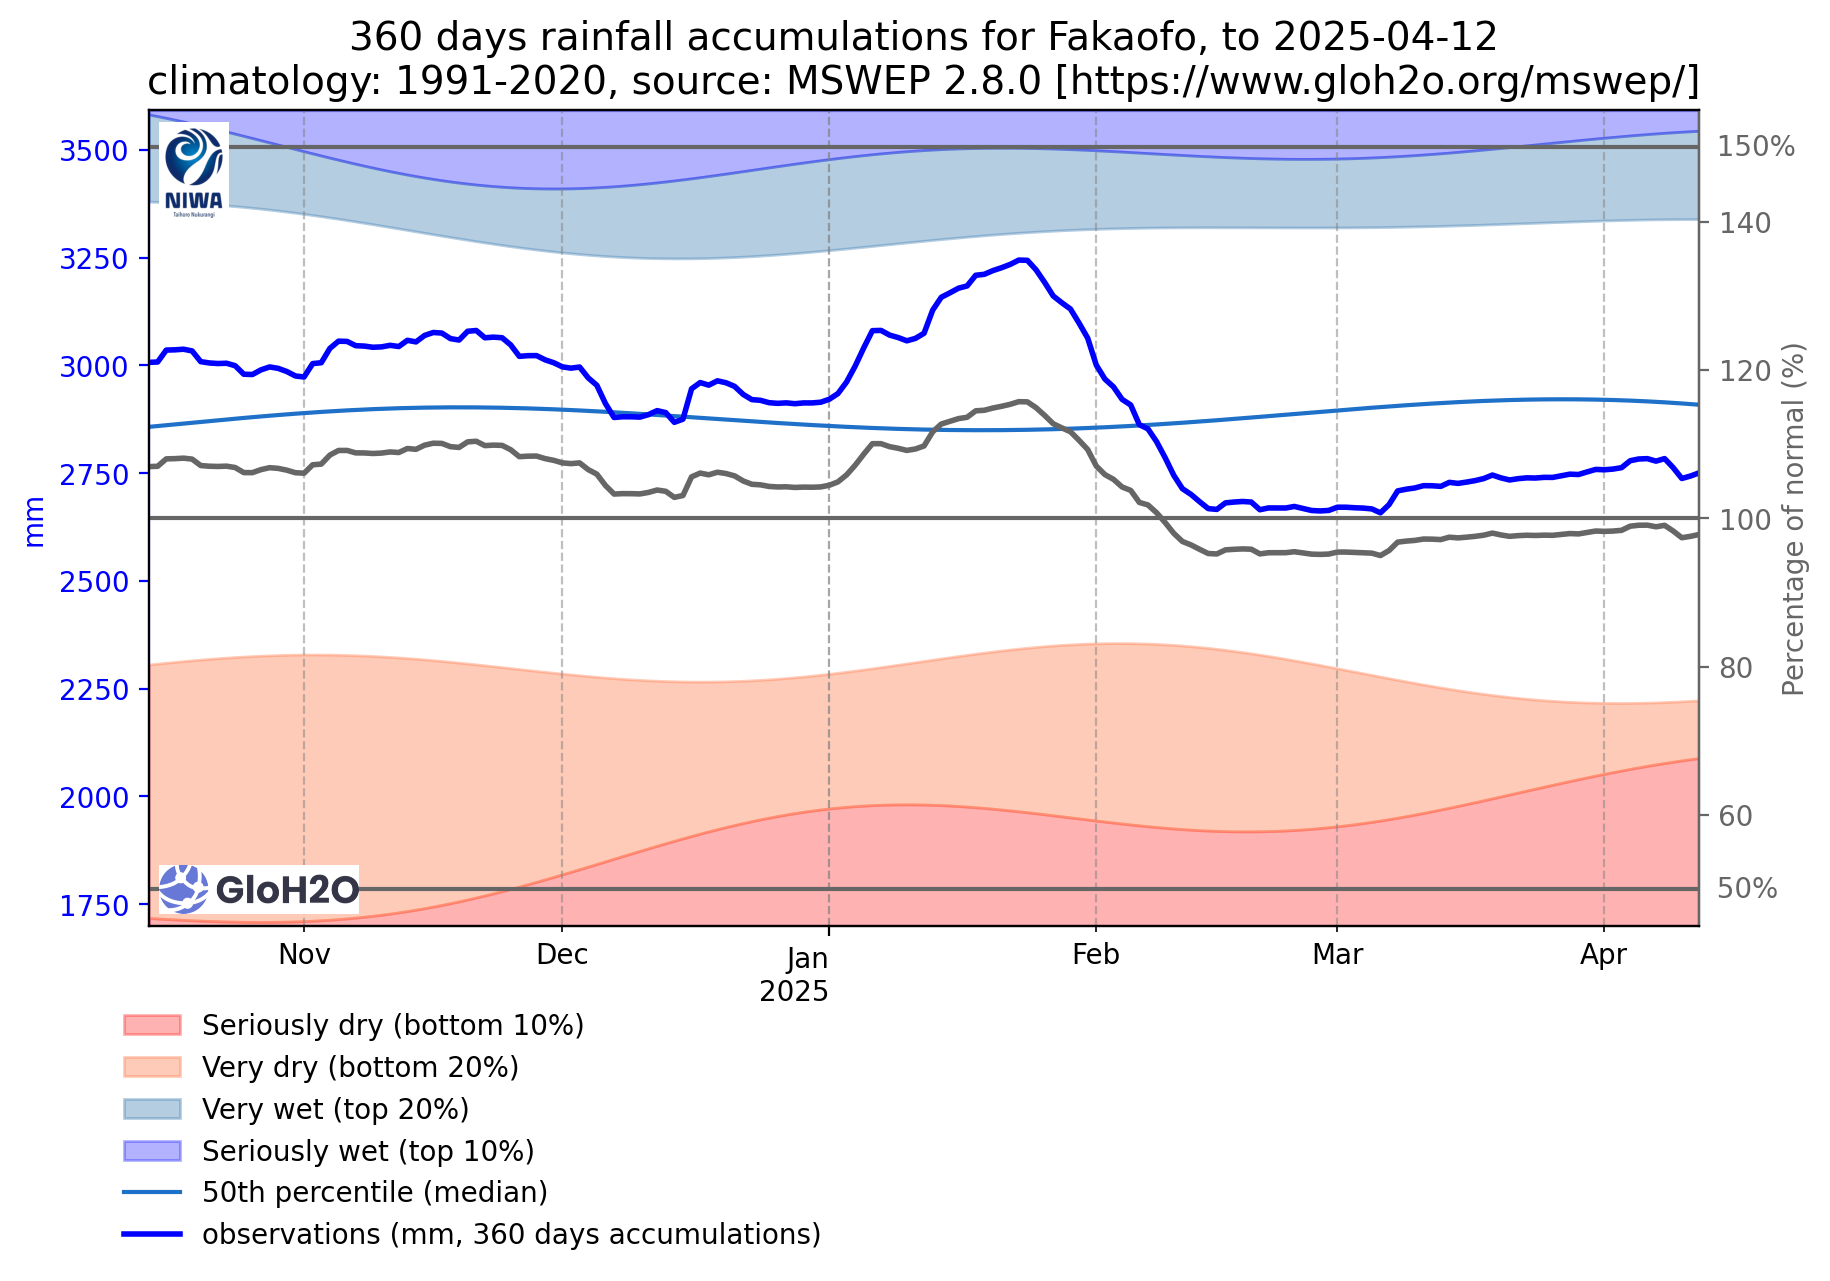 360 days rainfall accumulations for Fakaofo, to 2025-04-12
climatology: 1991-2020, source: MSWEP 2.8.0 [https://www.gloh2o.org/mswep/]
3500
3250
3000
2750
2500
2250
2000
1750
mm
150%
140
120
100
80
60
50%
Percentage of normal (%)
NIWA
Taihoro Nukurangi
GloH2O
Nov
Dec
Jan
2025
Feb
Mar
Apr
Seriously dry (bottom 10%)
Very dry (bottom 20%)
Very wet (top 20%)
Seriously wet (top 10%)
50th percentile (median)
observations (mm, 360 days accumulations)